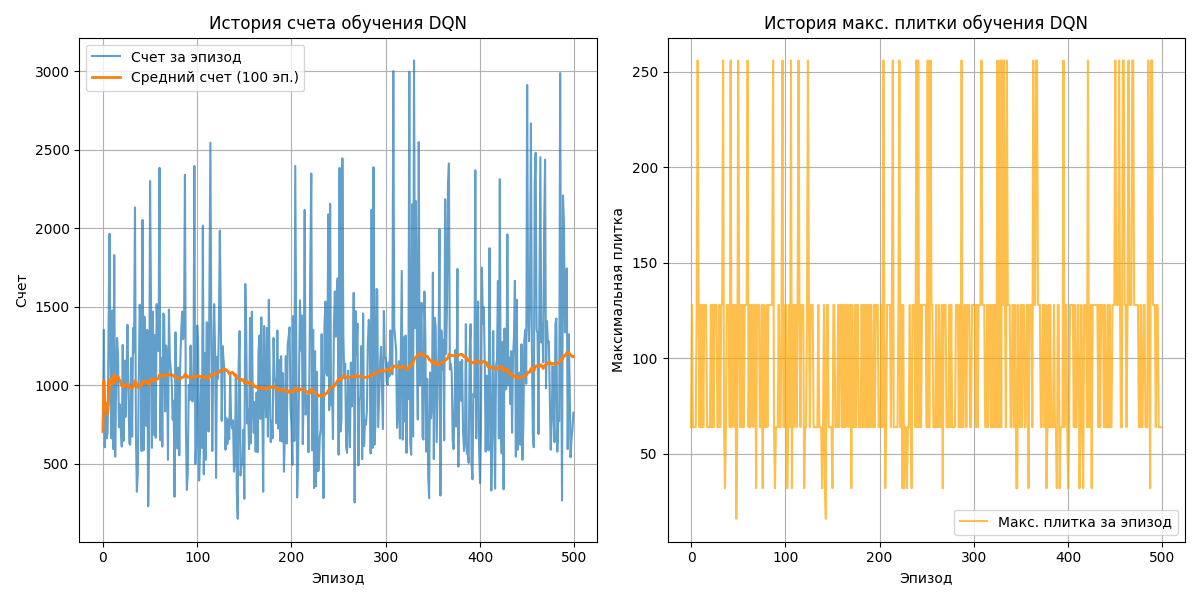 История счета обучения DQN
Счет за эпизод
Средний счет (100 эп.)
Счет
3000
2500
2000
1500
1000
500
0
100
200
300
400
500
Эпизод
История макс. плитки обучения DQN
Максимальная плитка
250
200
150
100
50
Макс. плитка за эпизод
0
100
200
300
400
500
Эпизод